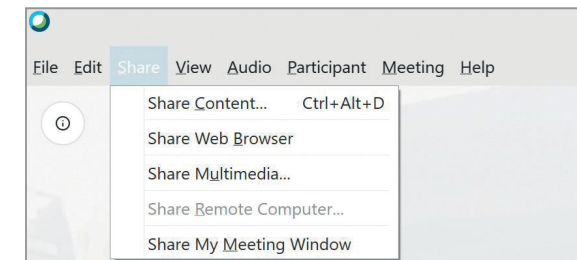 File Edit Share View Audio Participant Meeting Help
Share Content... Ctrl+Alt+D
Share Web Browser
Share Multimedia...
Share Remote Computer...
Share My Meeting Window